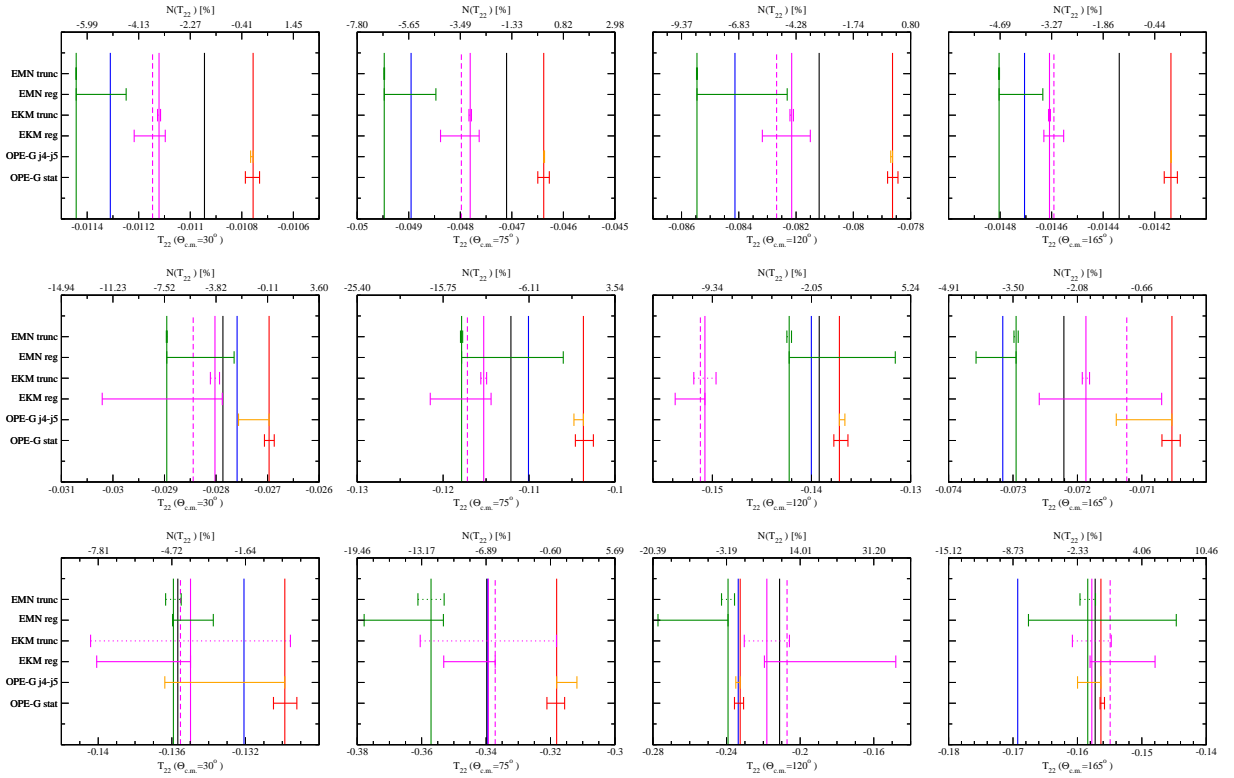 N(T22) [%] N(T22) [%] N(T22) [%] N(T22) [%]
-5.99 -4.13 -2.27 -0.41 1.45 -7.80 -5.65 -3.49 -1.33 0.82 2.98 -9.37 -6.83 -4.28 -1.74 0.80 -4.69 -3.27 -1.86 -0.44
EMN trunc
EMN reg
EKM trunc
EKM reg
OPE-G j4-j5
OPE-G stat
-0.0114 -0.0112 -0.011 -0.0108 -0.0106 -0.05 -0.049 -0.048 -0.047 -0.046 -0.045 -0.086 -0.084 -0.082 -0.08 -0.078 -0.0148 -0.0146 -0.0144 -0.0142
T22 (Θc.m.=30°) T22 (Θc.m.=75°) T22 (Θc.m.=120°) T22 (Θc.m.=165°)
N(T22) [%] N(T22) [%] N(T22) [%] N(T22) [%]
-14.94 -11.23 -7.52 -3.82 -0.11 3.60 -25.40 -15.75 -6.11 3.54 -9.34 -2.05 5.24 -4.91 -3.50 -2.08 -0.66
EMN trunc
EMN reg
EKM trunc
EKM reg
OPE-G j4-j5
OPE-G stat
-0.031 -0.03 -0.029 -0.028 -0.027 -0.026 -0.13 -0.12 -0.11 -0.1 -0.15 -0.14 -0.13 -0.074 -0.073 -0.072 -0.071
T22 (Θc.m.=30°) T22 (Θc.m.=75°) T22 (Θc.m.=120°) T22 (Θc.m.=165°)
N(T22) [%] N(T22) [%] N(T22) [%] N(T22) [%]
-7.81 -4.72 -1.64 -19.46 -13.17 -6.89 -0.60 5.69 -20.39 -3.19 14.01 31.20 -15.12 -8.73 -2.33 4.06 10.46
EMN trunc
EMN reg
EKM trunc
EKM reg
OPE-G j4-j5
OPE-G stat
-0.14 -0.136 -0.132 -0.38 -0.36 -0.34 -0.32 -0.3 -0.28 -0.24 -0.2 -0.16 -0.18 -0.17 -0.16 -0.15 -0.14
T22 (Θc.m.=30°) T22 (Θc.m.=75°) T22 (Θc.m.=120°) T22 (Θc.m.=165°)